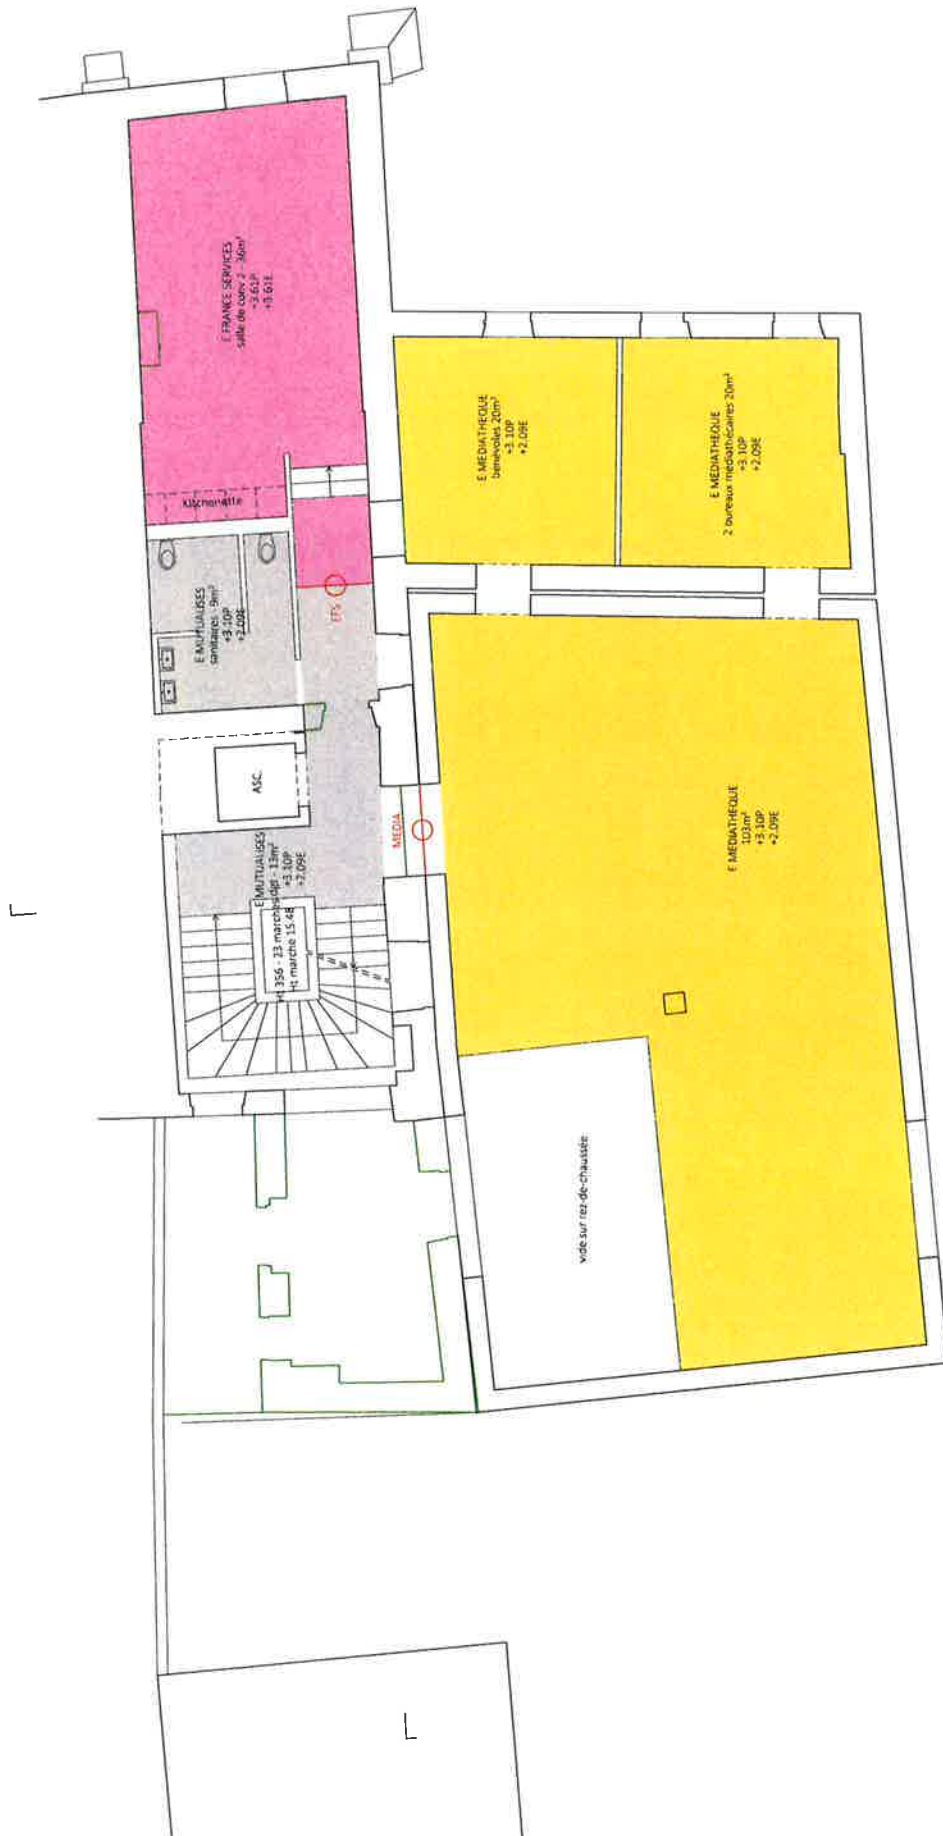 E FRANCE SERVICES
salle de conv 2 - 36m²
+3.61P
+3.61E
Kitchenette
E MUTUALISES
sanitaires - 9m²
+3.10P
+2.09E
EFS
ASC.
E MUTUALISES
dgt - 13m²
+3.10P
+2.09E
Ht 356 - 23 marches
Ht marche 15.48
MEDIA
E MEDIATHEQUE
bénévoles 20m²
+3.10P
+2.09E
E MEDIATHEQUE
2 bureaux médiathécaires 20m²
+3.10P
+2.09E
E MEDIATHEQUE
103m²
+3.10P
+2.09E
vide sur rez-de-chaussée